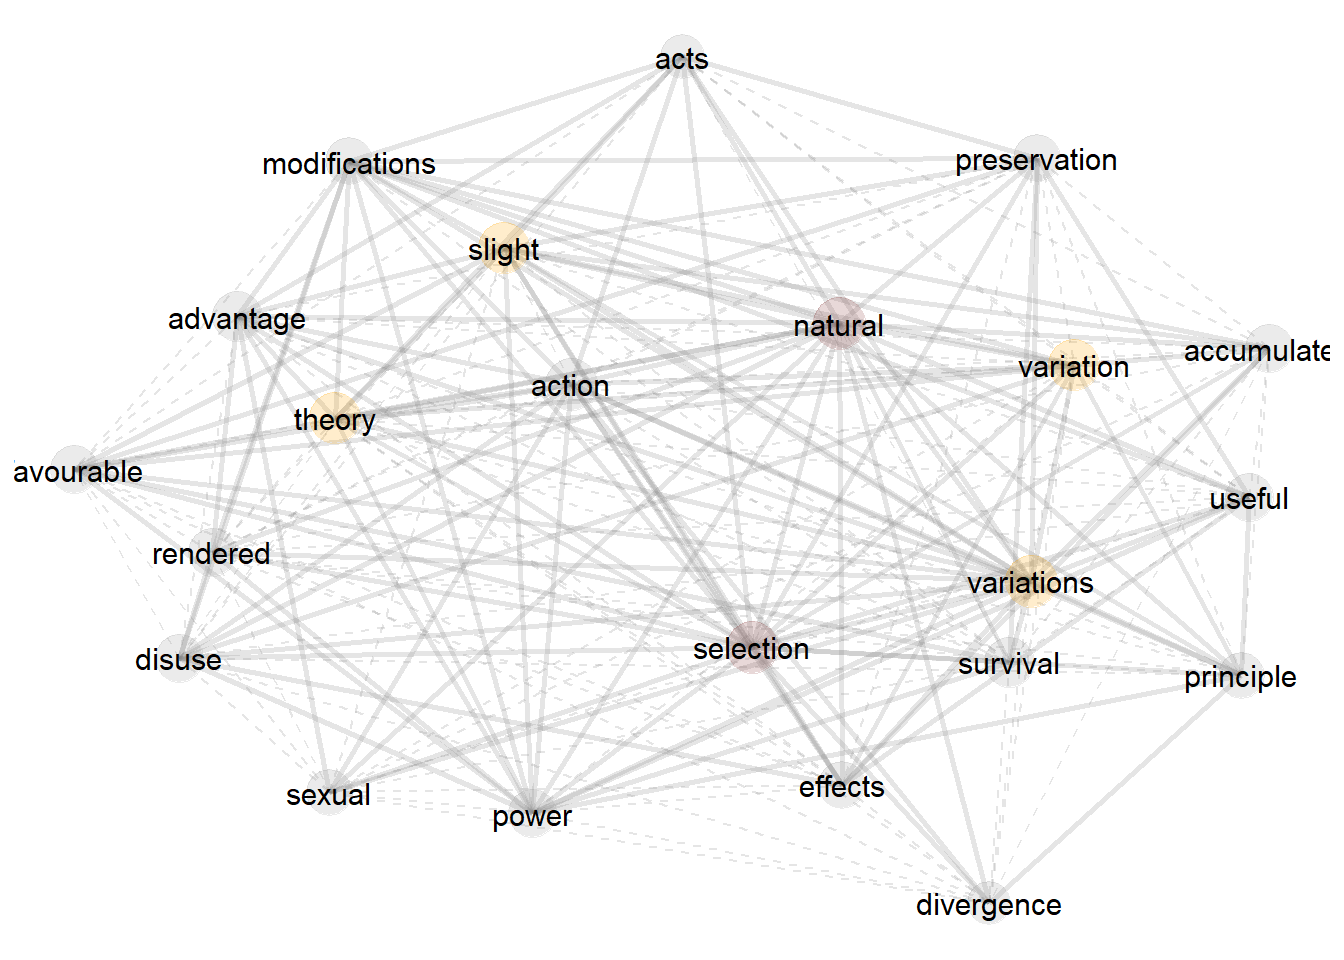 acts
modifications
preservation
slight
advantage
natural
accumulate
variation
action
theory
avourable
useful
rendered
variations
selection
disuse
survival
principle
sexual
effects
power
divergence